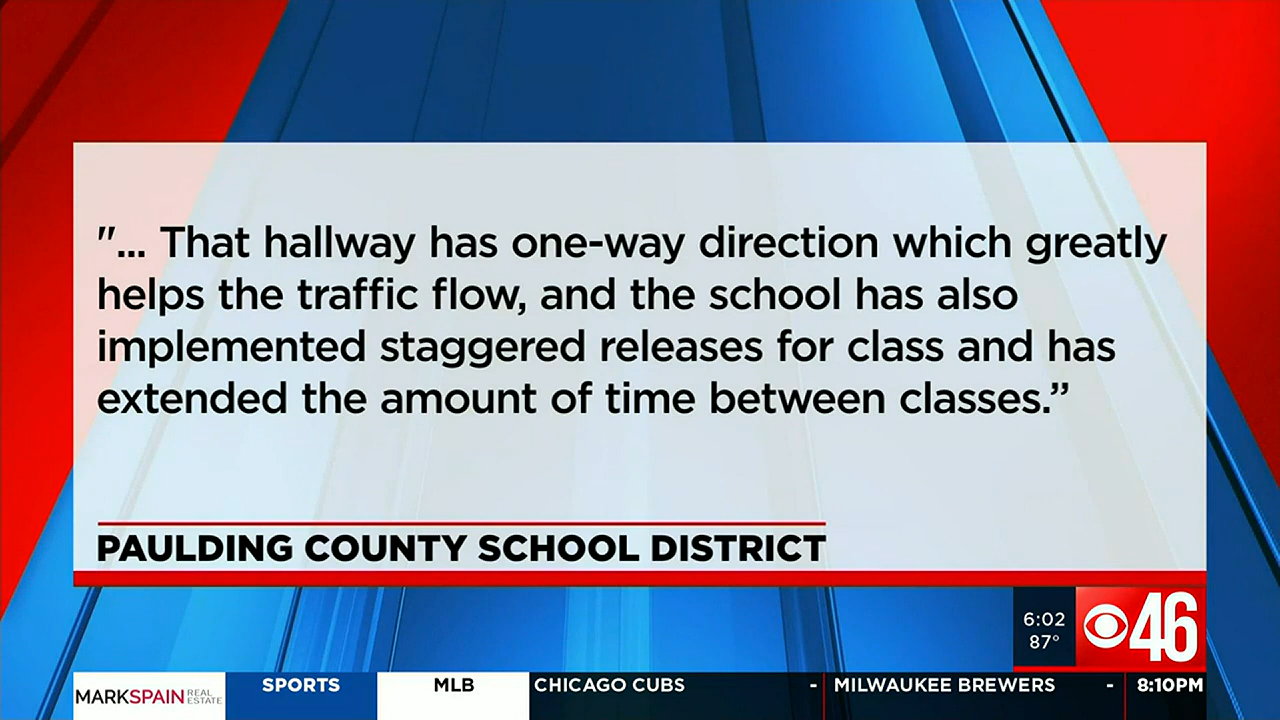 "... That hallway has one-way direction which greatly
helps the traffic flow, and the school has also
implemented staggered releases for class and has
extended the amount of time between classes.”
PAULDING COUNTY SCHOOL DISTRICT
6:02
87°
46
MARKSPAIN REAL ESTATE
SPORTS
MLB
CHICAGO CUBS -
MILWAUKEE BREWERS -
8:10PM